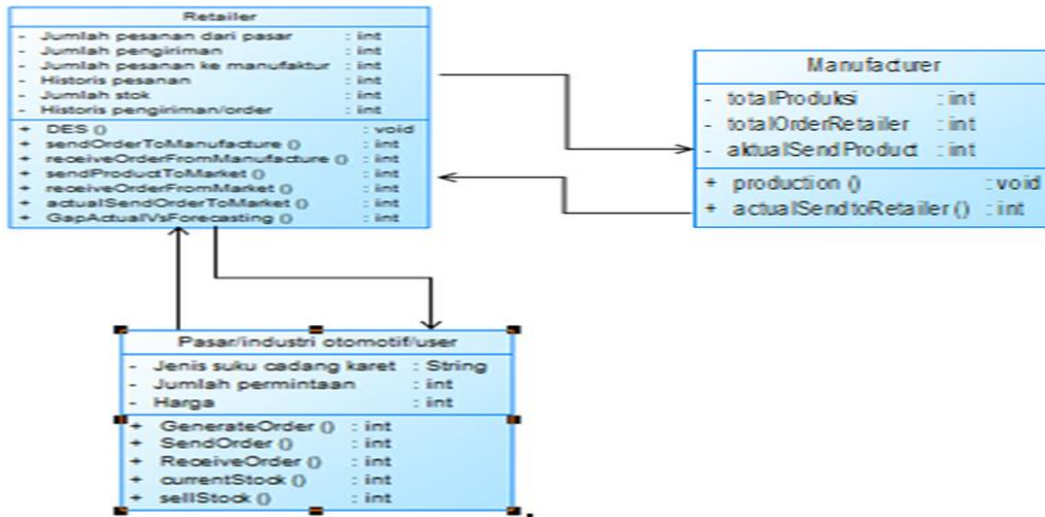 Retailer
- Jumlah pesanan dari pasar : int
- Jumlah pengiriman : int
- Jumlah pesanan ke manufaktur : int
- Historis pesanan : int
- Jumlah stok : int
- Historis pengiriman/order : int
+ DES () : void
+ sendOrderToManufacture () : int
+ receiveOrderFromManufacture () : int
+ sendProductToMarket () : int
+ receiveOrderFromMarket () : int
+ actualSendOrderToMarket () : int
+ GapActualVsForecasting () : int
Manufacturer
- totalProduksi : int
- totalOrderRetailer : int
- aktualSendProduct : int
+ production () : void
+ actualSendtoRetailer () : int
Pasar/industri otomotif/user
- Jenis suku cadang karet : String
- Jumlah permintaan : int
- Harga : int
+ GenerateOrder () : int
+ SendOrder () : int
+ ReceiveOrder () : int
+ currentStock () : int
+ sellStock () : int